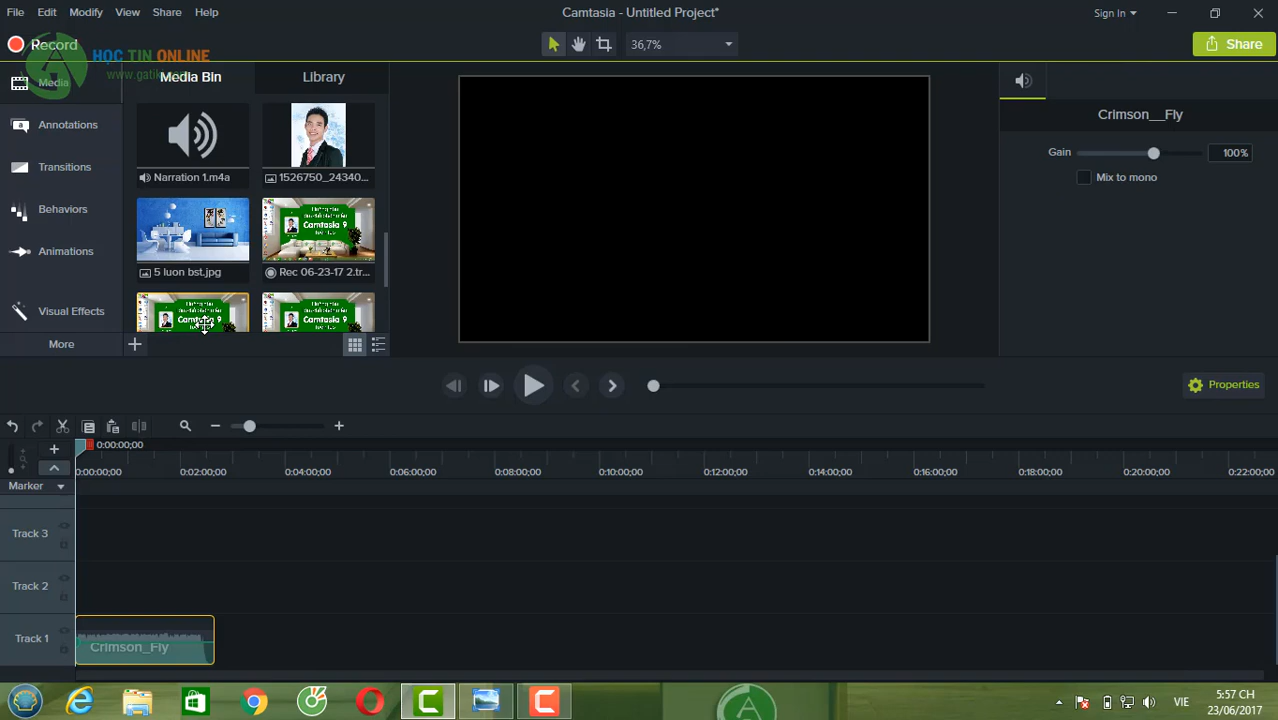 File Edit Modify View Share Help
Camtasia - Untitled Project*
Sign In
Record
HỌC TIN ONLINE
36,7%
Share
Media
Media Bin
Library
Annotations
Transitions
Behaviors
Animations
Visual Effects
More
Narration 1.m4a
1526750_24340...
5 luon bst.jpg
Rec 06-23-17 2.tr...
Camtasia 9
Crimson__Fly
Gain
100%
Mix to mono
Properties
0:00:00;00
0:00:00;00 0:02:00;00 0:04:00;00 0:06:00;00 0:08:00;00 0:10:00;00 0:12:00;00 0:14:00;00 0:16:00;00 0:18:00;00 0:20:00;00 0:22:00;00
Marker
Track 3
Track 2
Track 1
Crimson_Fly
VIE
5:57 CH
23/06/2017